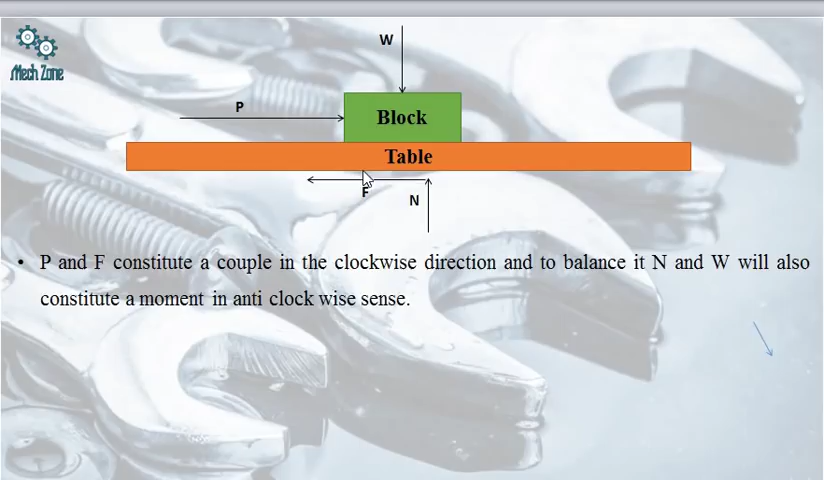 Mech Zone
W
P
Block
Table
F
N
• P and F constitute a couple in the clockwise direction and to balance it N and W will also
constitute a moment in anti clock wise sense.